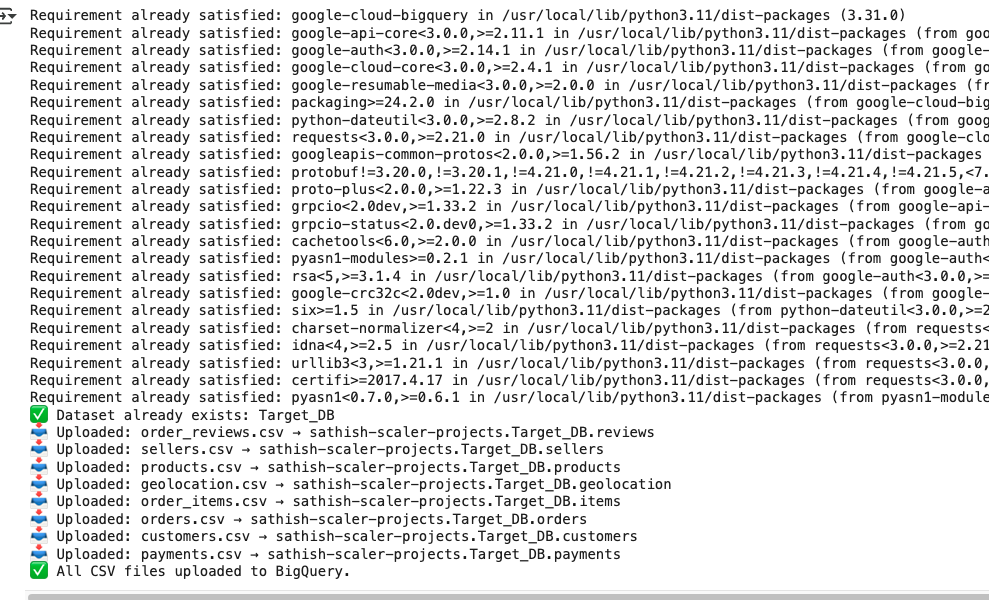 Requirement already satisfied: google-cloud-bigquery in /usr/local/lib/python3.11/dist-packages (3.31.0)
Requirement already satisfied: google-api-core<3.0.0,>=2.11.1 in /usr/local/lib/python3.11/dist-packages (from goo
Requirement already satisfied: google-auth<3.0.0,>=2.14.1 in /usr/local/lib/python3.11/dist-packages (from google-
Requirement already satisfied: google-cloud-core<3.0.0,>=2.4.1 in /usr/local/lib/python3.11/dist-packages (from go
Requirement already satisfied: google-resumable-media<3.0.0,>=2.0.0 in /usr/local/lib/python3.11/dist-packages (fr
Requirement already satisfied: packaging>=24.2.0 in /usr/local/lib/python3.11/dist-packages (from google-cloud-big
Requirement already satisfied: python-dateutil<3.0.0,>=2.8.2 in /usr/local/lib/python3.11/dist-packages (from goog
Requirement already satisfied: requests<3.0.0,>=2.21.0 in /usr/local/lib/python3.11/dist-packages (from google-clo
Requirement already satisfied: googleapis-common-protos<2.0.0,>=1.56.2 in /usr/local/lib/python3.11/dist-packages
Requirement already satisfied: protobuf!=3.20.0,!=3.20.1,!=4.21.0,!=4.21.1,!=4.21.2,!=4.21.3,!=4.21.4,!=4.21.5,<7.
Requirement already satisfied: proto-plus<2.0.0,>=1.22.3 in /usr/local/lib/python3.11/dist-packages (from google-a
Requirement already satisfied: grpcio<2.0dev,>=1.33.2 in /usr/local/lib/python3.11/dist-packages (from google-api-
Requirement already satisfied: grpcio-status<2.0.dev0,>=1.33.2 in /usr/local/lib/python3.11/dist-packages (from go
Requirement already satisfied: cachetools<6.0,>=2.0.0 in /usr/local/lib/python3.11/dist-packages (from google-auth
Requirement already satisfied: pyasn1-modules>=0.2.1 in /usr/local/lib/python3.11/dist-packages (from google-auth<
Requirement already satisfied: rsa<5,>=3.1.4 in /usr/local/lib/python3.11/dist-packages (from google-auth<3.0.0,>=
Requirement already satisfied: google-crc32c<2.0dev,>=1.0 in /usr/local/lib/python3.11/dist-packages (from google-
Requirement already satisfied: six>=1.5 in /usr/local/lib/python3.11/dist-packages (from python-dateutil<3.0.0,>=2
Requirement already satisfied: charset-normalizer<4,>=2 in /usr/local/lib/python3.11/dist-packages (from requests<
Requirement already satisfied: idna<4,>=2.5 in /usr/local/lib/python3.11/dist-packages (from requests<3.0.0,>=2.21
Requirement already satisfied: urllib3<3,>=1.21.1 in /usr/local/lib/python3.11/dist-packages (from requests<3.0.0,
Requirement already satisfied: certifi>=2017.4.17 in /usr/local/lib/python3.11/dist-packages (from requests<3.0.0,
Requirement already satisfied: pyasn1<0.7.0,>=0.6.1 in /usr/local/lib/python3.11/dist-packages (from pyasn1-module
✅ Dataset already exists: Target_DB
📥 Uploaded: order_reviews.csv → sathish-scaler-projects.Target_DB.reviews
📥 Uploaded: sellers.csv → sathish-scaler-projects.Target_DB.sellers
📥 Uploaded: products.csv → sathish-scaler-projects.Target_DB.products
📥 Uploaded: geolocation.csv → sathish-scaler-projects.Target_DB.geolocation
📥 Uploaded: order_items.csv → sathish-scaler-projects.Target_DB.items
📥 Uploaded: orders.csv → sathish-scaler-projects.Target_DB.orders
📥 Uploaded: customers.csv → sathish-scaler-projects.Target_DB.customers
📥 Uploaded: payments.csv → sathish-scaler-projects.Target_DB.payments
✅ All CSV files uploaded to BigQuery.